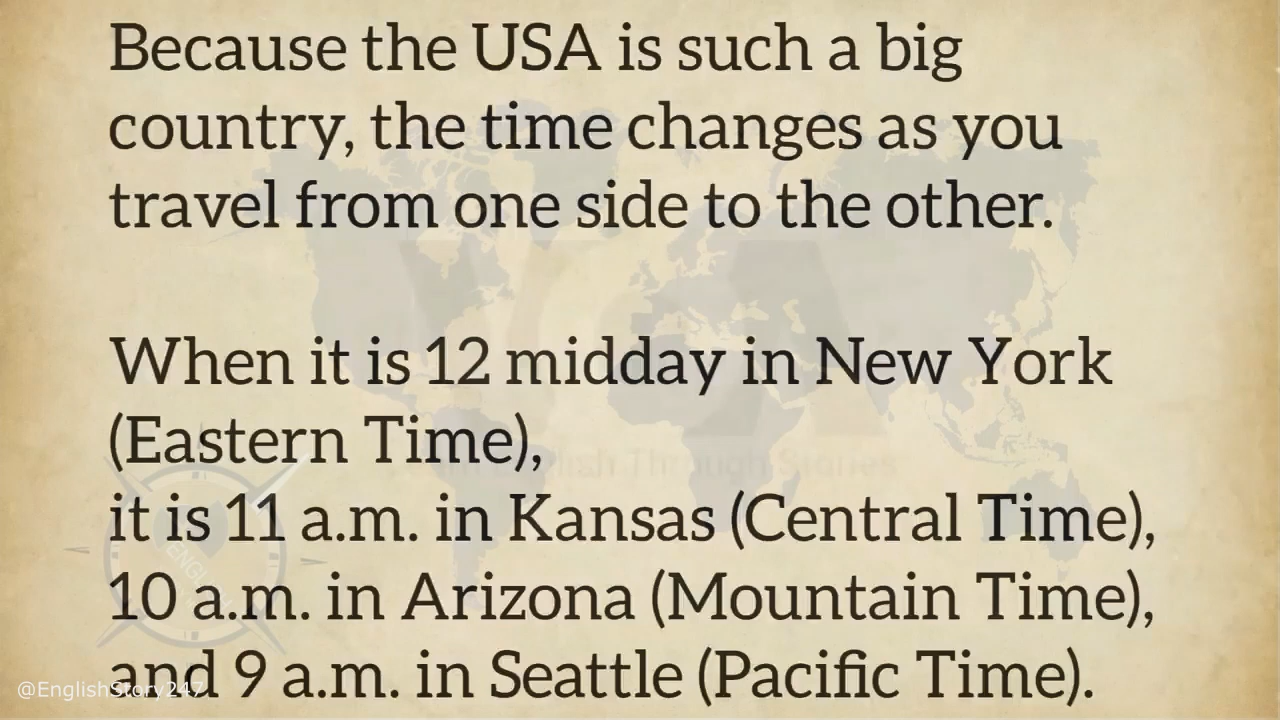 Because the USA is such a big
country, the time changes as you
travel from one side to the other.
When it is 12 midday in New York
(Eastern Time),
it is 11 a.m. in Kansas (Central Time),
10 a.m. in Arizona (Mountain Time),
and 9 a.m. in Seattle (Pacific Time).
@EnglishStory247